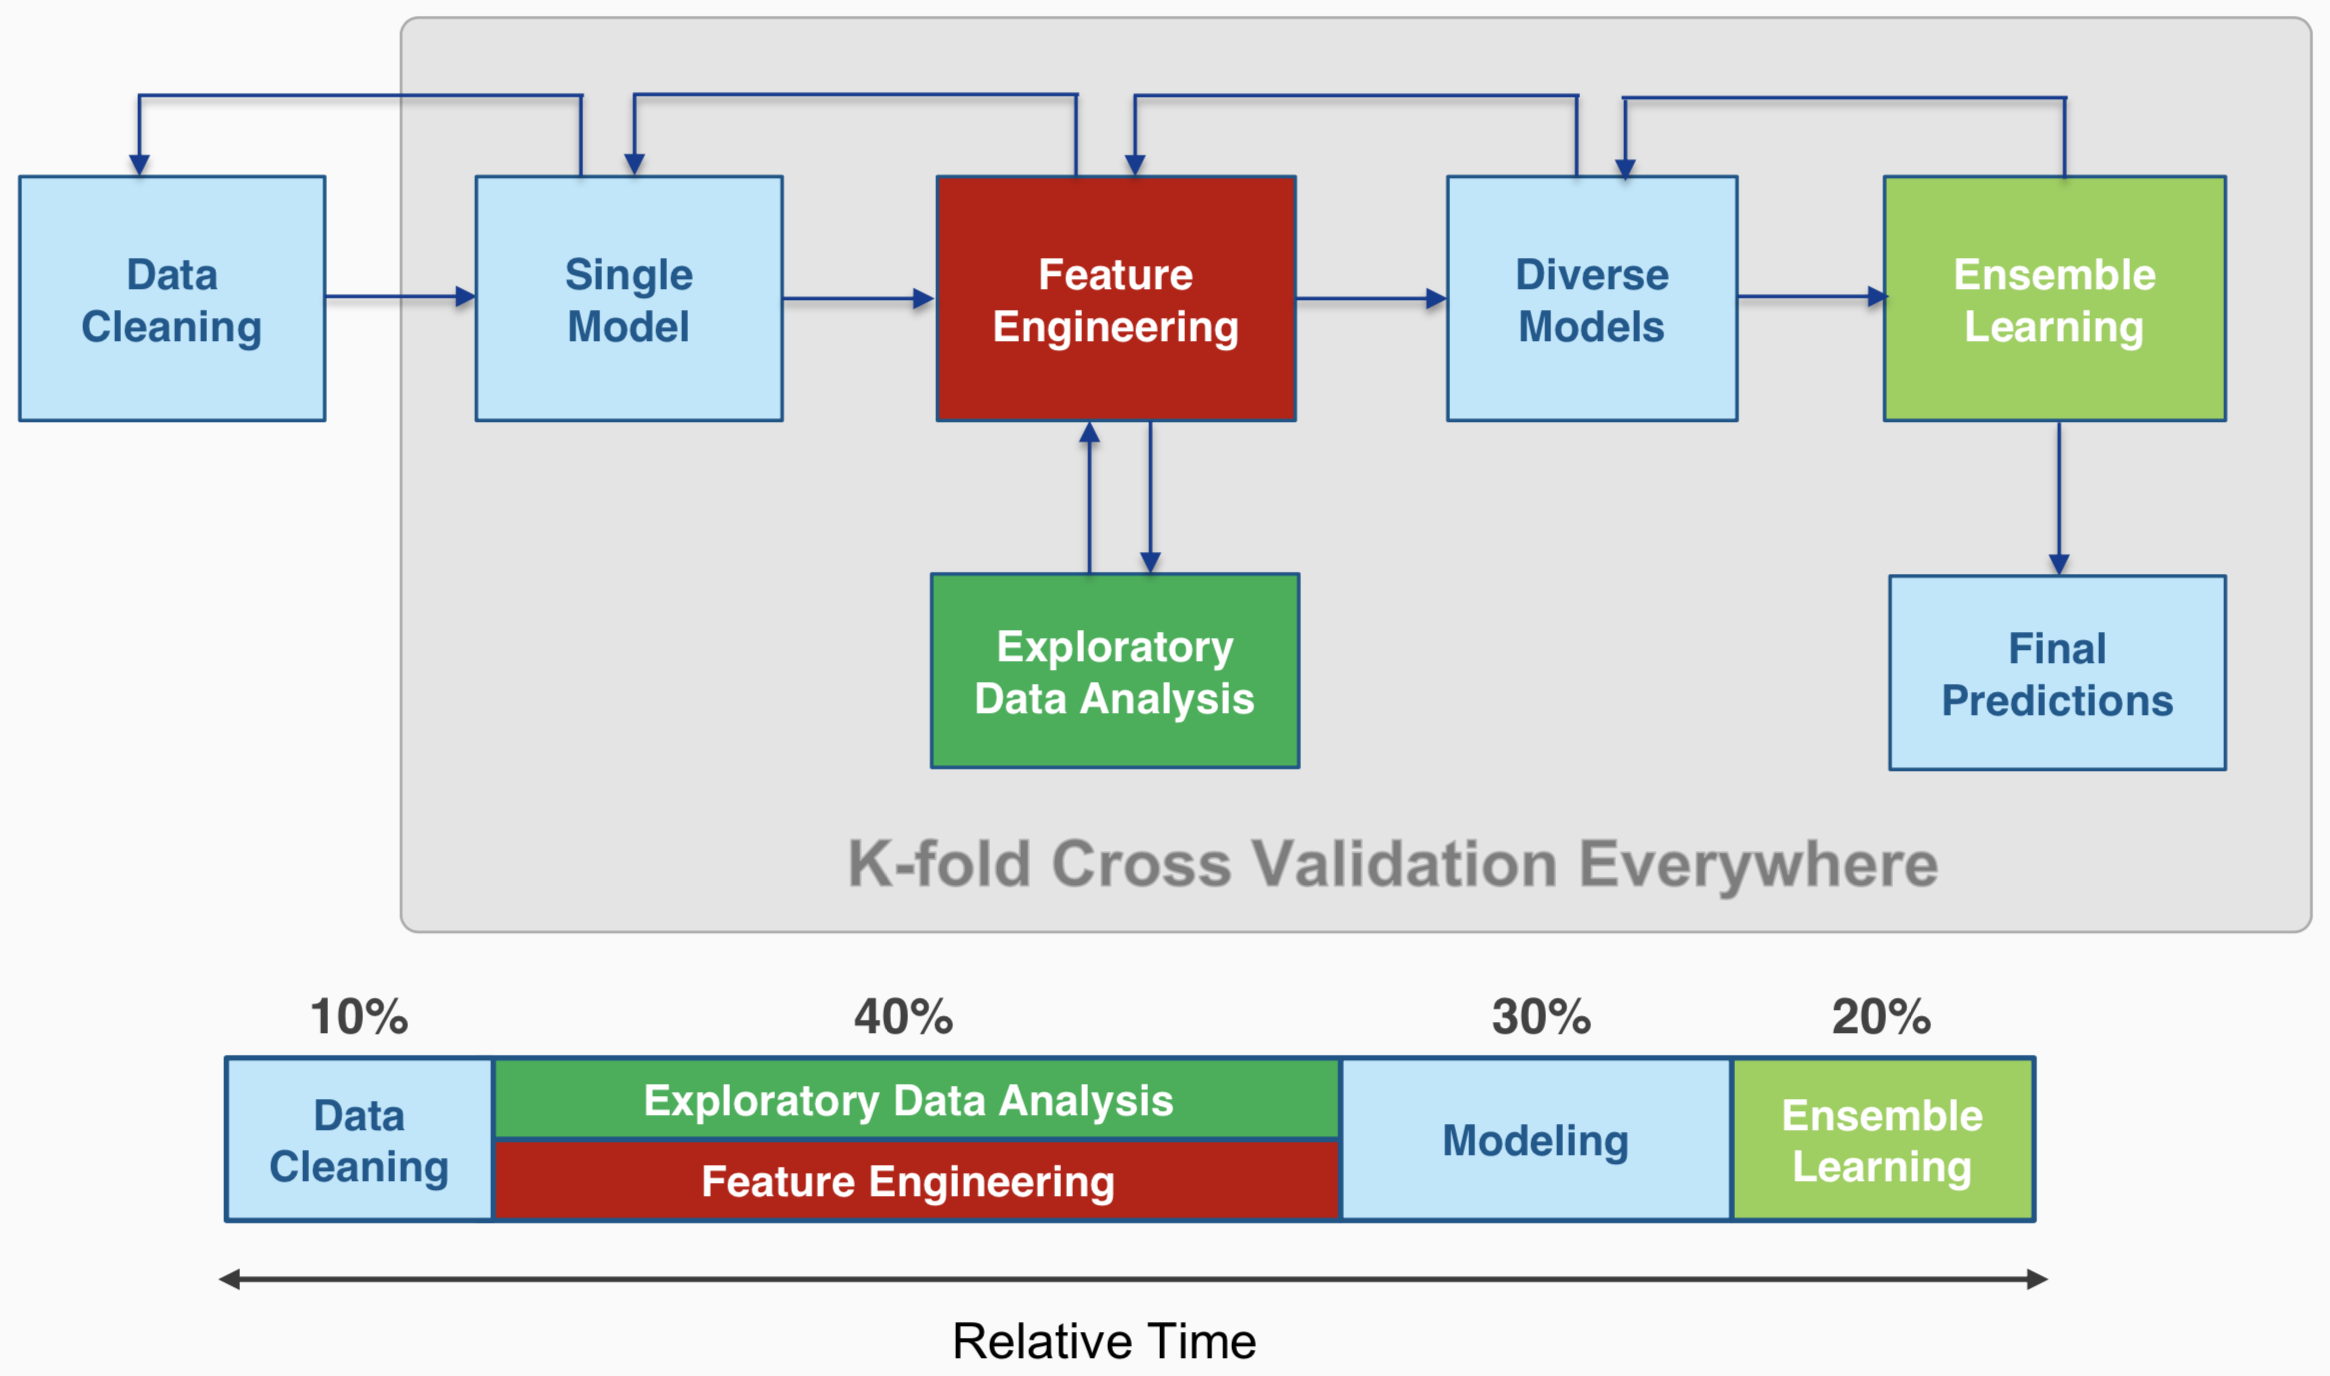 Data
Cleaning
Single
Model
Feature
Engineering
Diverse
Models
Ensemble
Learning
Exploratory
Data Analysis
Final
Predictions
K-fold Cross Validation Everywhere
10%
40%
30%
20%
Data
Cleaning
Exploratory Data Analysis
Feature Engineering
Modeling
Ensemble
Learning
Relative Time